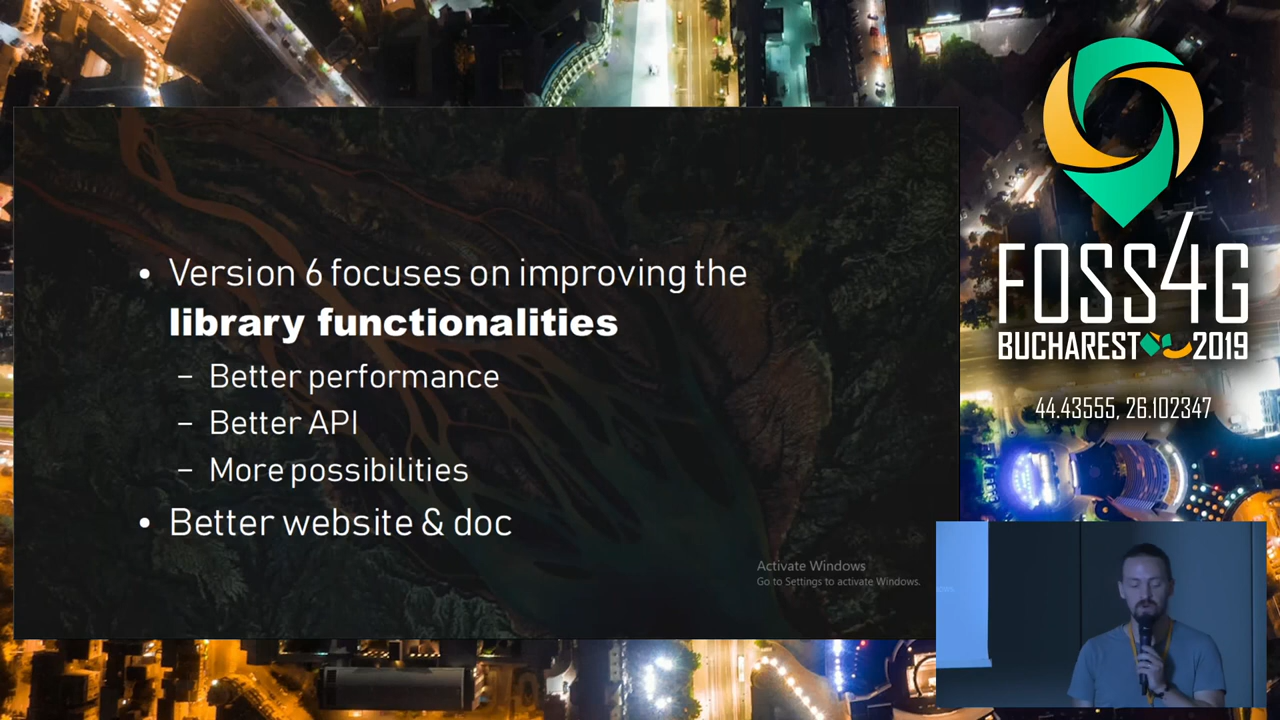 • Version 6 focuses on improving the
library functionalities
– Better performance
– Better API
– More possibilities
• Better website & doc
Activate Windows
Go to Settings to activate Windows.
FOSS4G
BUCHAREST 2019
44.43555, 26.102347